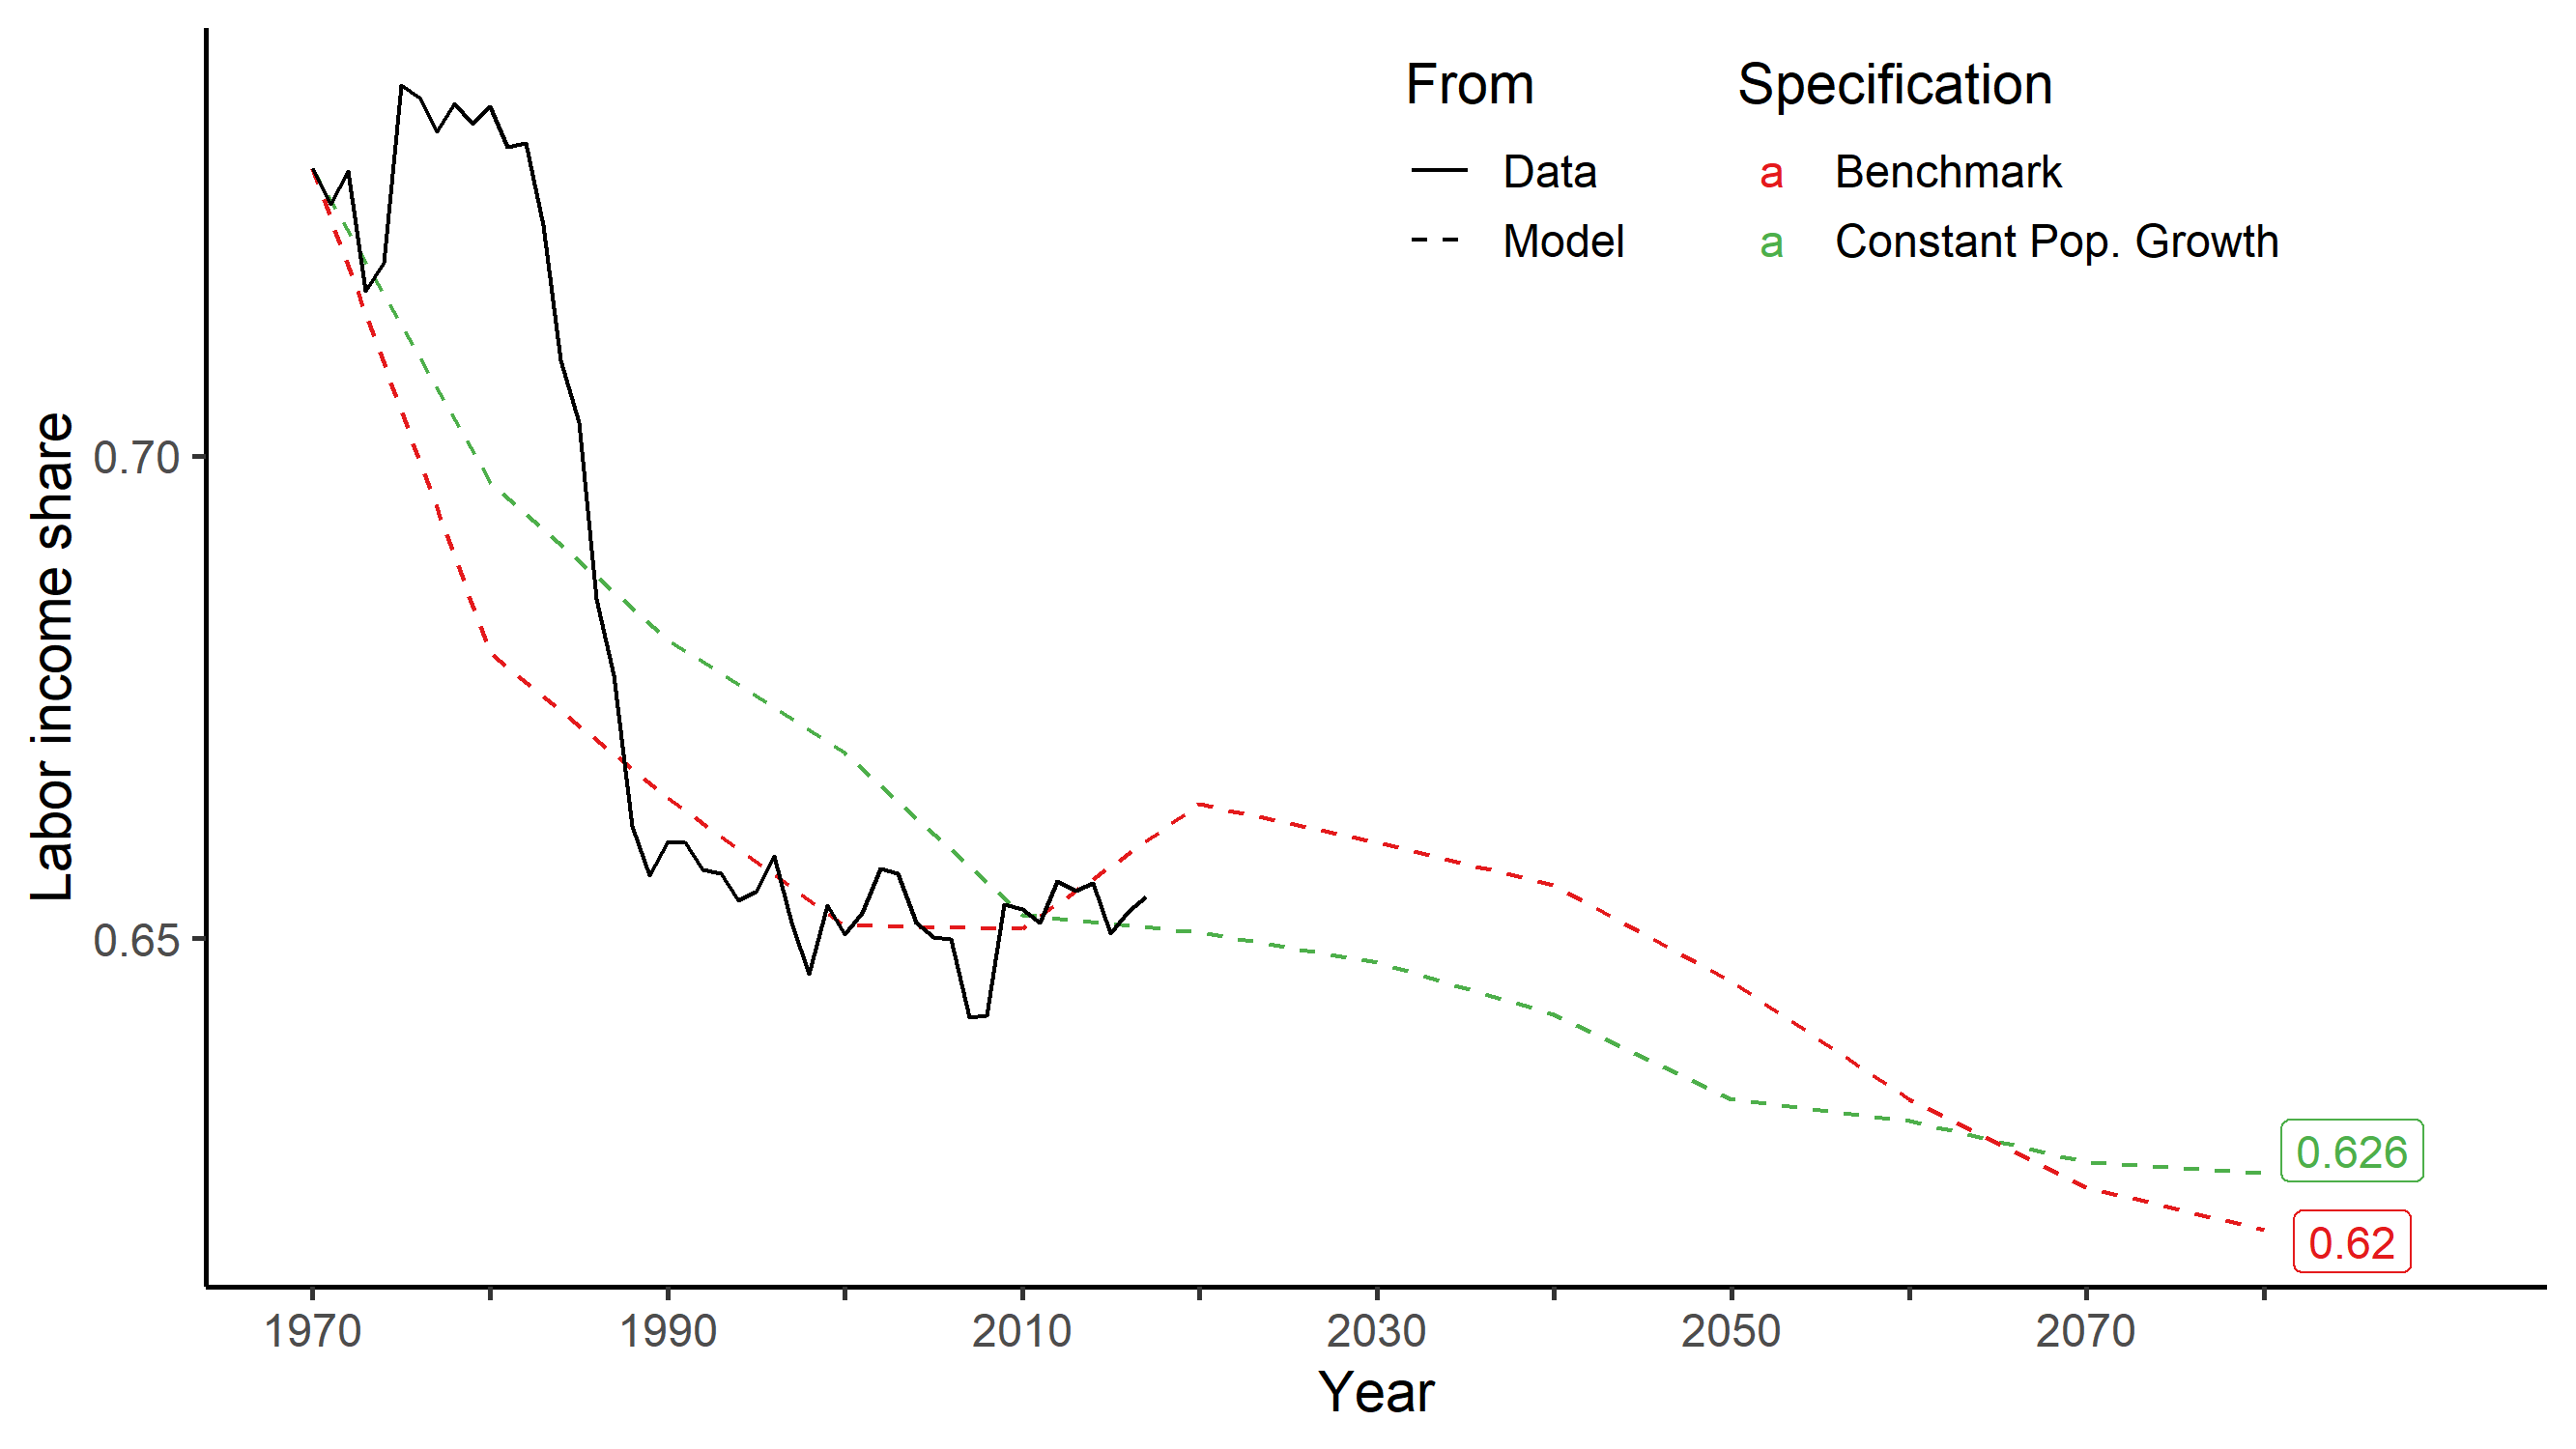 From
Specification
Data
a Benchmark
Model
a Constant Pop. Growth
Labor income share
0.70
0.65
0.626
0.62
1970 1990 2010 2030 2050 2070
Year